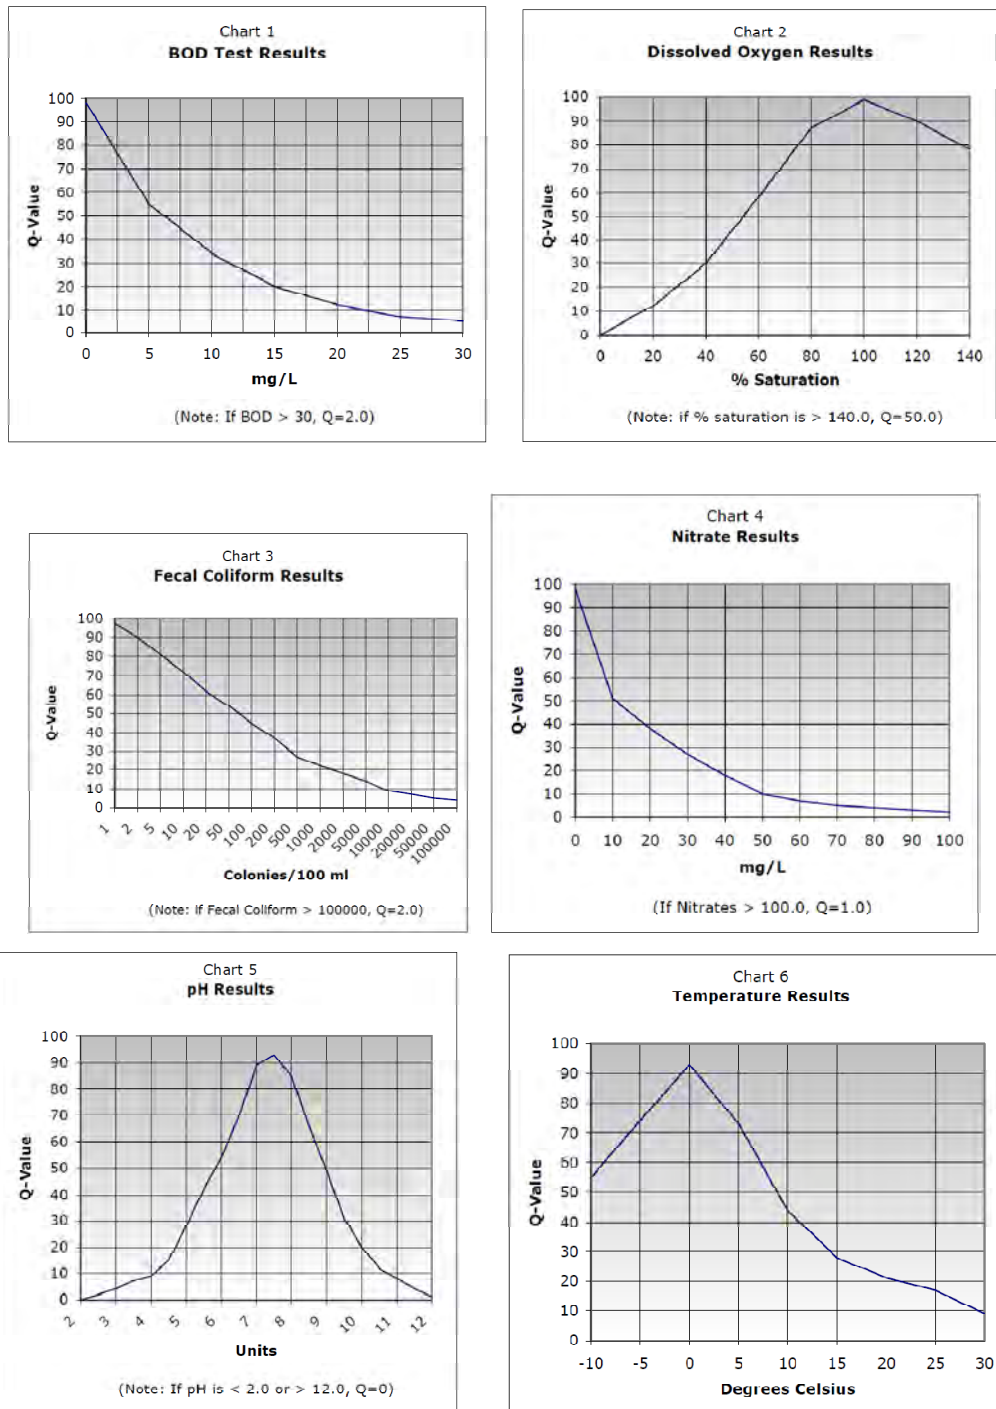 Chart 1
BOD Test Results
100
90
80
70
60
50
40
30
20
10
0
Q-Value
0 5 10 15 20 25 30
mg/L
(Note: If BOD > 30, Q=2.0)
Chart 2
Dissolved Oxygen Results
100
90
80
70
60
50
40
30
20
10
0
Q-Value
0 20 40 60 80 100 120 140
% Saturation
(Note: if % saturation is > 140.0, Q=50.0)
Chart 3
Fecal Coliform Results
100
90
80
70
60
50
40
30
20
10
0
Q-Value
1 2 5 10 20 50 100 200 500 1000 2000 5000 10000 20000 50000 100000
Colonies/100 ml
(Note: If Fecal Coliform > 100000, Q=2.0)
Chart 4
Nitrate Results
100
90
80
70
60
50
40
30
20
10
0
Q-Value
0 10 20 30 40 50 60 70 80 90 100
mg/L
(If Nitrates > 100.0, Q=1.0)
Chart 5
pH Results
100
90
80
70
60
50
40
30
20
10
0
Q-Value
2 3 4 5 6 7 8 9 10 11 12
Units
(Note: If pH is < 2.0 or > 12.0, Q=0)
Chart 6
Temperature Results
100
90
80
70
60
50
40
30
20
10
0
Q-Value
-10 -5 0 5 10 15 20 25 30
Degrees Celsius